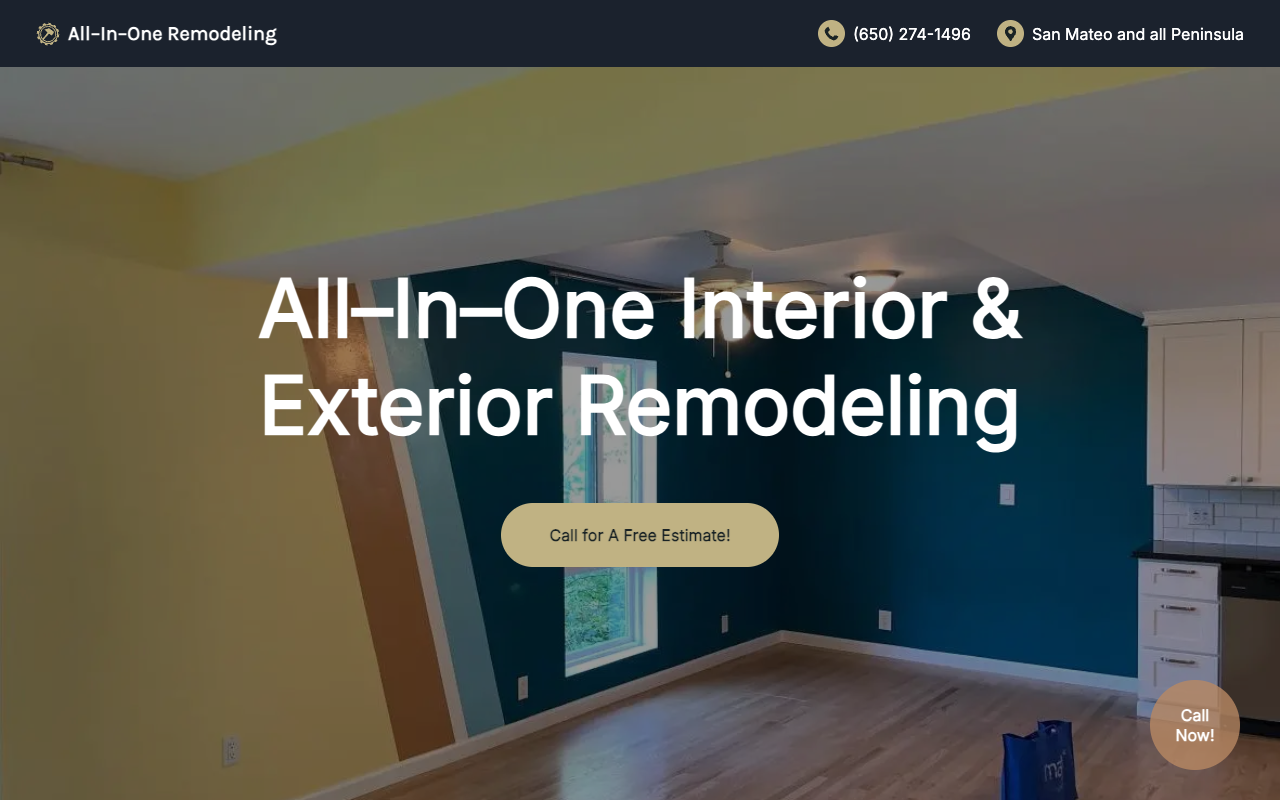 All-In-One Remodeling
(650) 274-1496
San Mateo and all Peninsula
All–In–One Interior &
Exterior Remodeling
Call for A Free Estimate!
Call
Now!